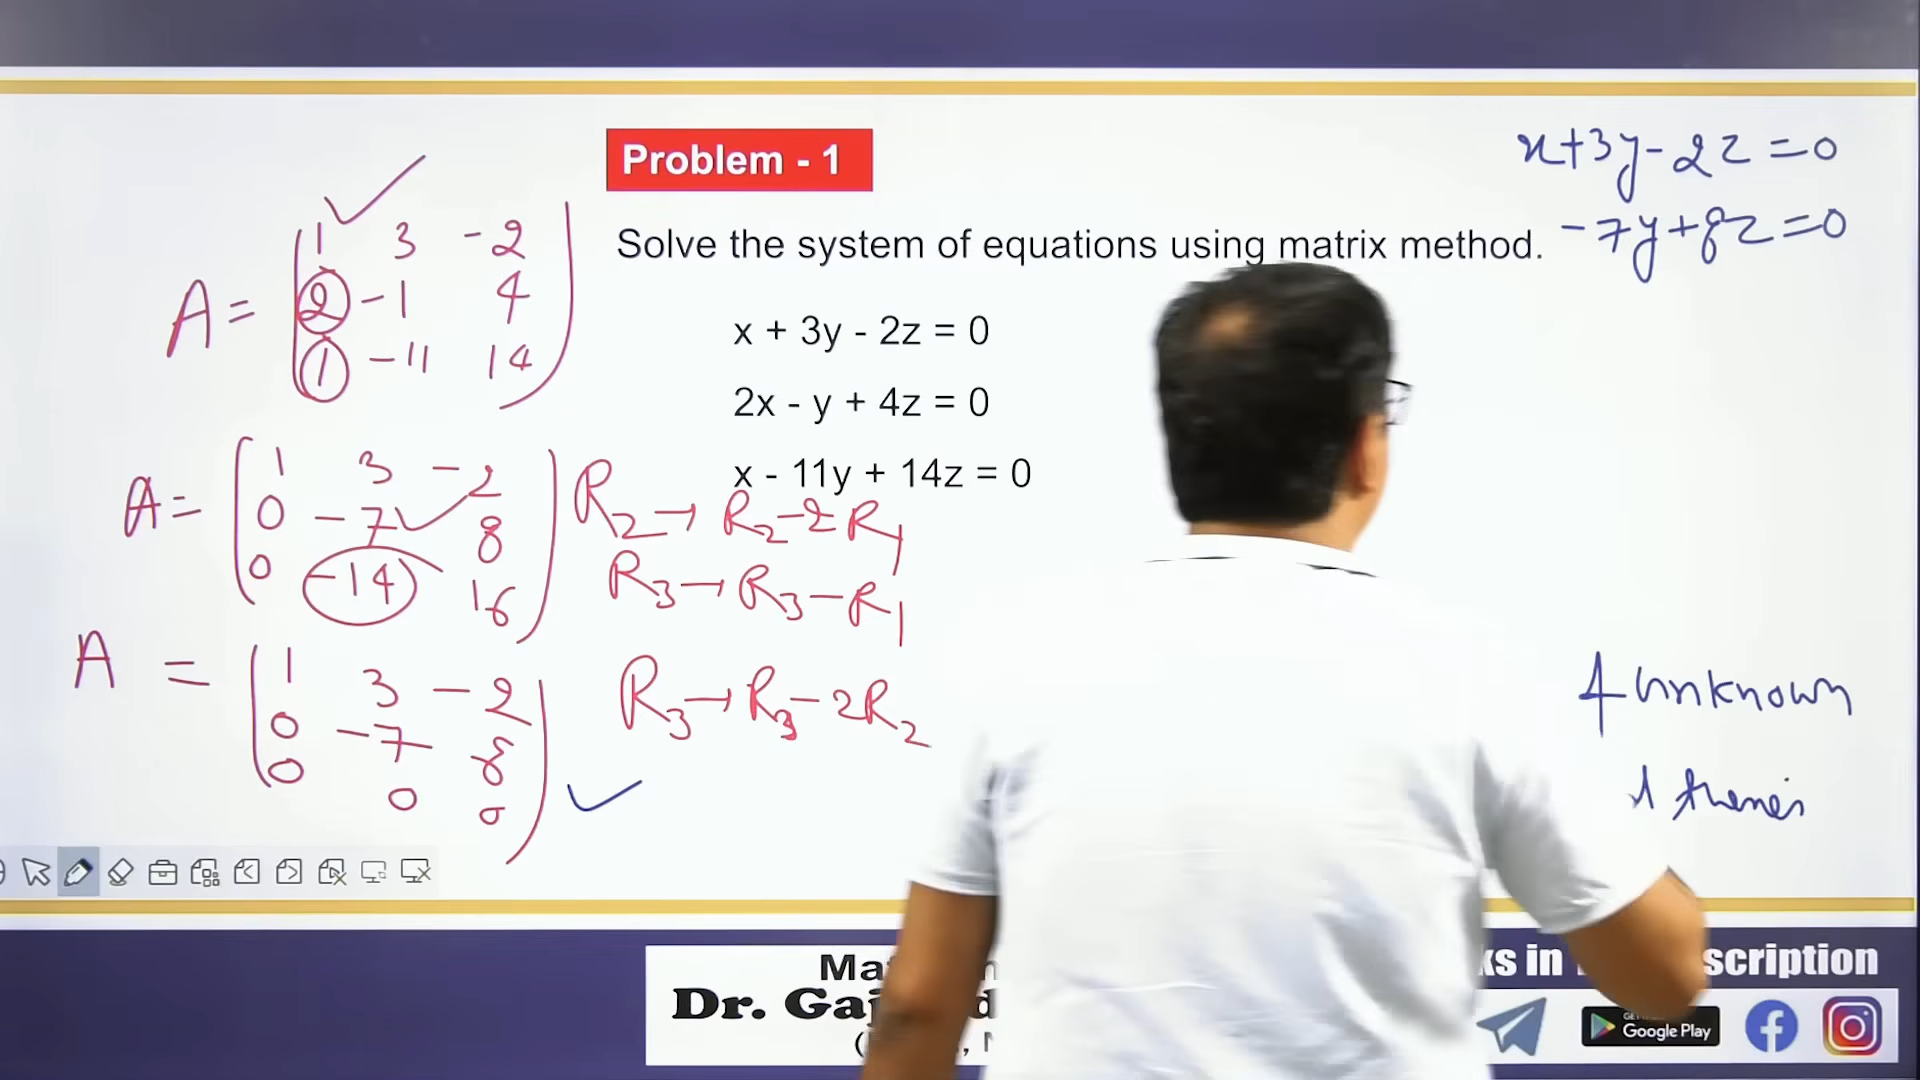 Problem - 1
Solve the system of equations using matrix method.
x + 3y - 2z = 0
2x - y + 4z = 0
x - 11y + 14z = 0
A = 1 3 -2
2 -1 4
1 -11 14
A = 1 3 -2
0 -7 8
0 -14 16
R2 → R2 - 2R1
R3 → R3 - R1
A = 1 3 -2
0 -7 8
0 0 0
R3 → R3 - 2R2
x+3y-2z=0
-7y+8z=0
4 unknown
Dr.
scription
Google Play